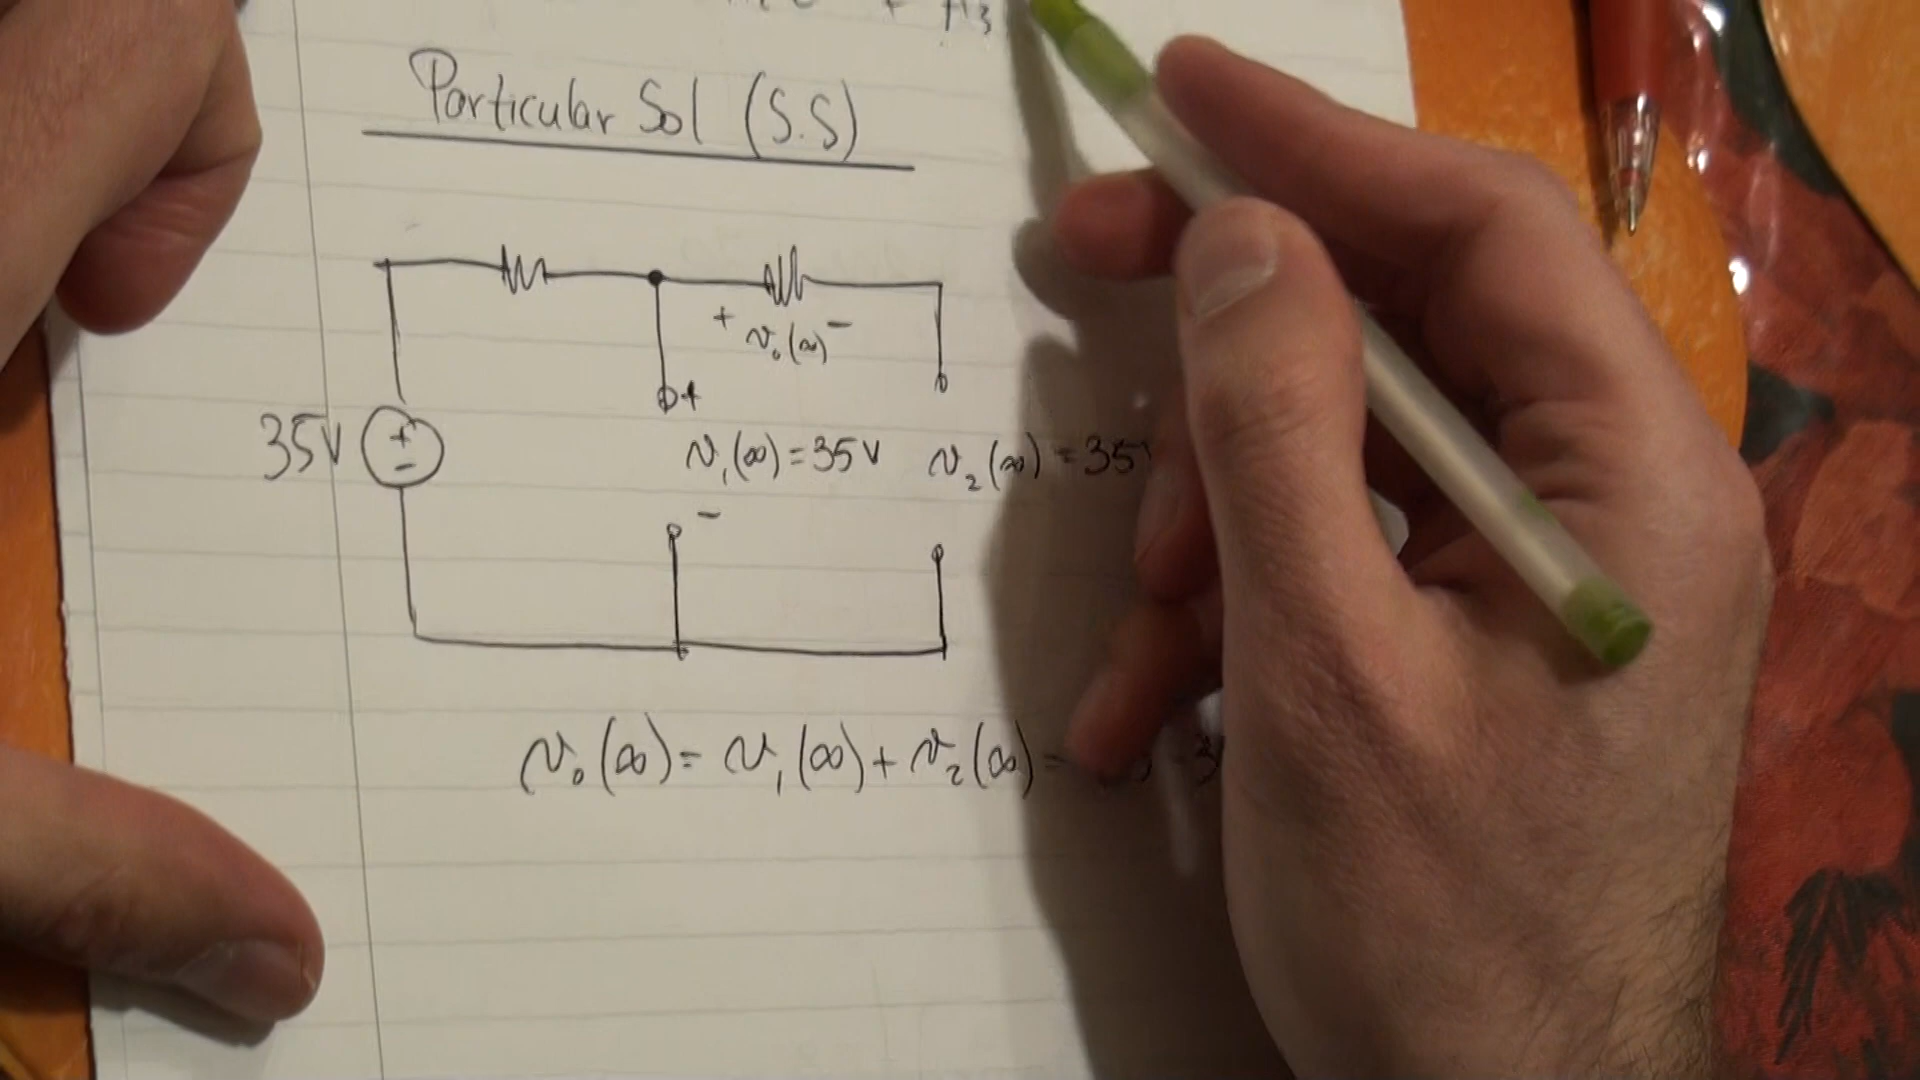 Particular Sol (S.S)
+ v₀(∞) −
+
35V + −
v₁(∞) = 35V v₂(∞) = 35
−
v₀(∞) = v₁(∞) + v₂(∞) =